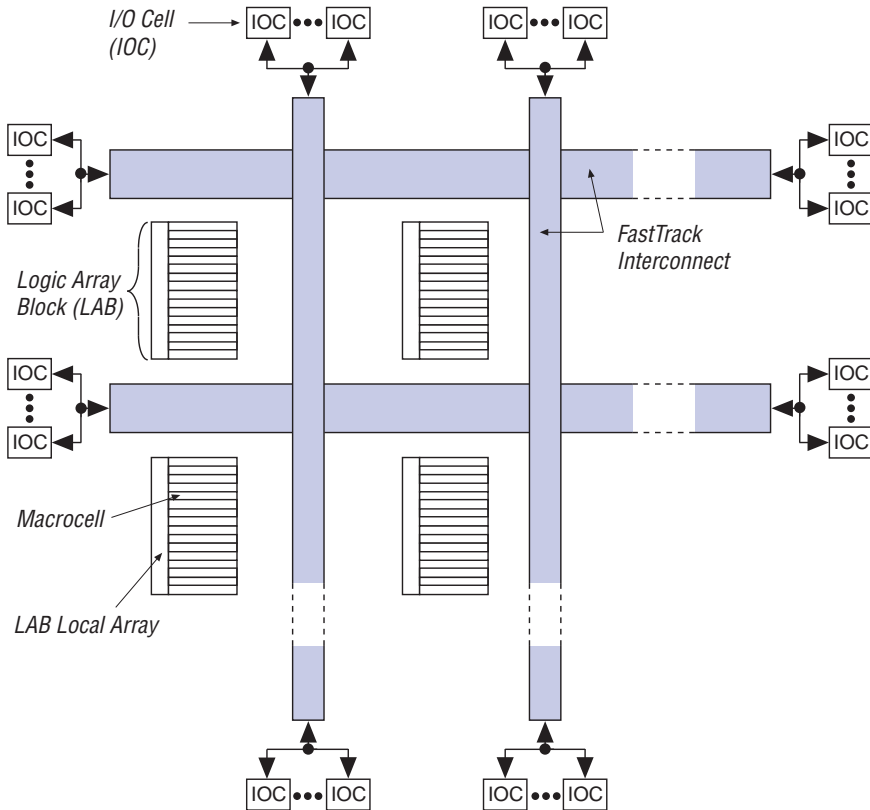 I/O Cell
(IOC)
IOC
IOC
IOC
IOC
IOC
IOC
IOC
IOC
FastTrack
Interconnect
Logic Array
Block (LAB)
IOC
IOC
IOC
IOC
Macrocell
LAB Local Array
IOC
IOC
IOC
IOC